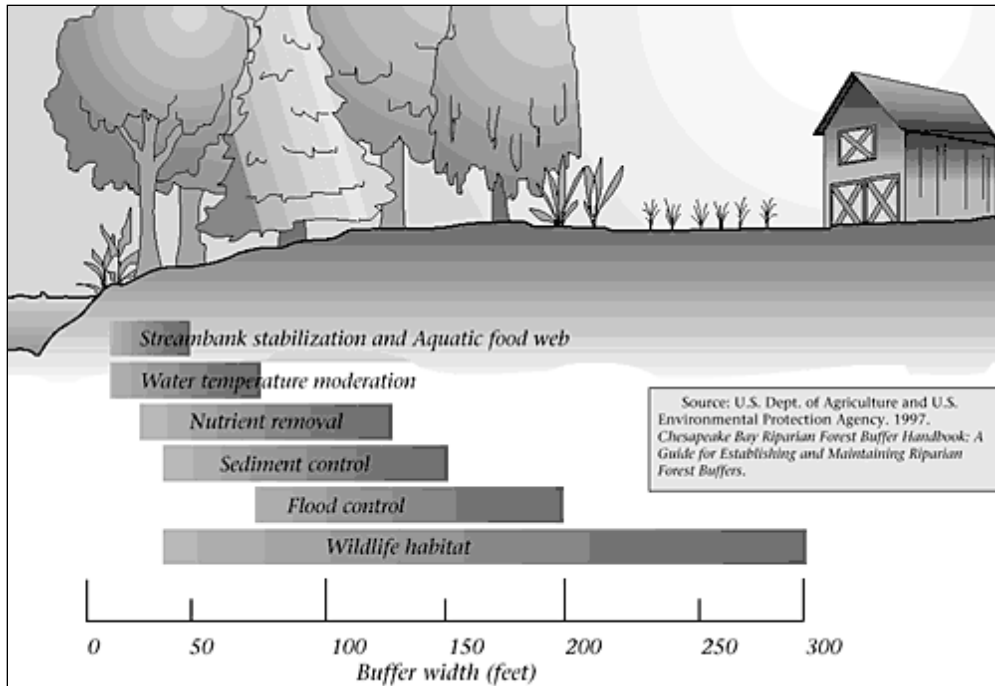 Streambank stabilization and Aquatic food web
Water temperature moderation
Nutrient removal
Sediment control
Flood control
Wildlife habitat
Source: U.S. Dept. of Agriculture and U.S.
Environmental Protection Agency. 1997.
Chesapeake Bay Riparian Forest Buffer Handbook: A
Guide for Establishing and Maintaining Riparian
Forest Buffers.
0 50 100 150 200 250 300
Buffer width (feet)